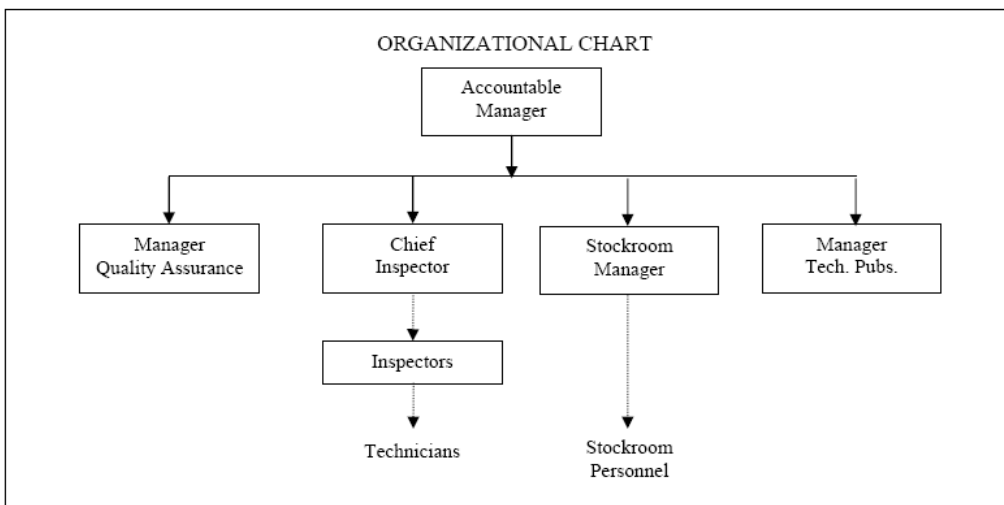 ORGANIZATIONAL CHART
Accountable
Manager
Manager
Quality Assurance
Chief
Inspector
Stockroom
Manager
Manager
Tech. Pubs.
Inspectors
Technicians
Stockroom
Personnel